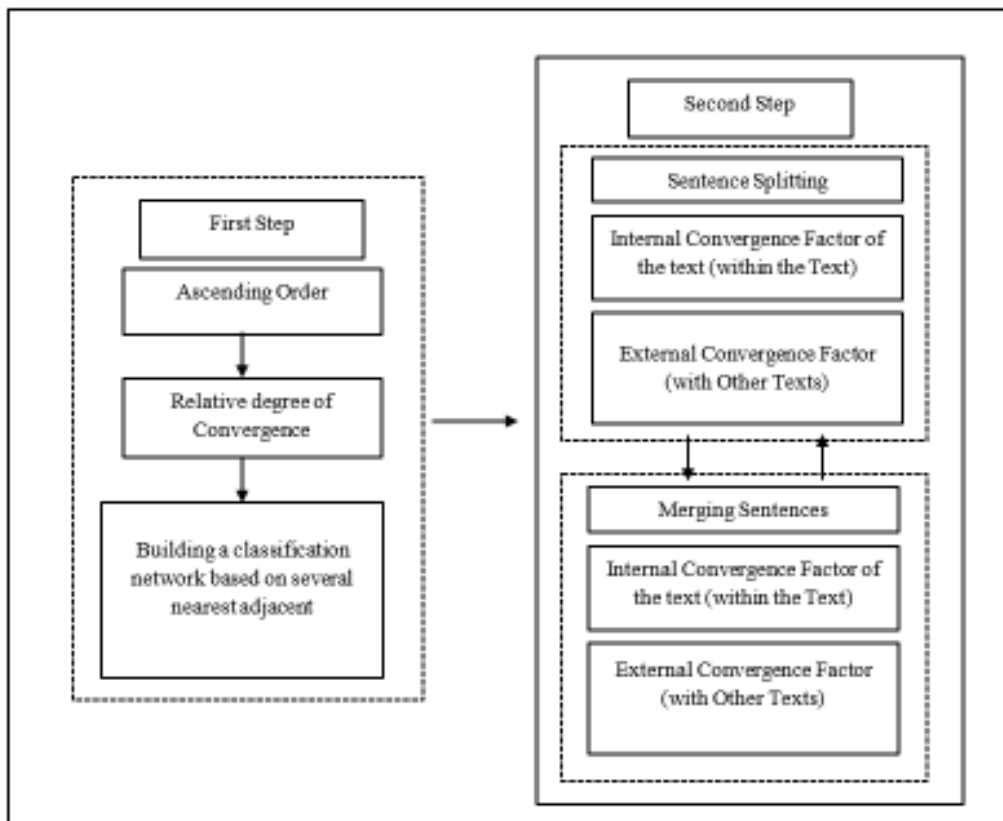 First Step
Ascending Order
Relative degree of
Convergence
Building a classification
network based on several
nearest adjacent
Second Step
Sentence Splitting
Internal Convergence Factor of
the text (within the Text)
External Convergence Factor
(with Other Texts)
Merging Sentences
Internal Convergence Factor of
the text (within the Text)
External Convergence Factor
(with Other Texts)